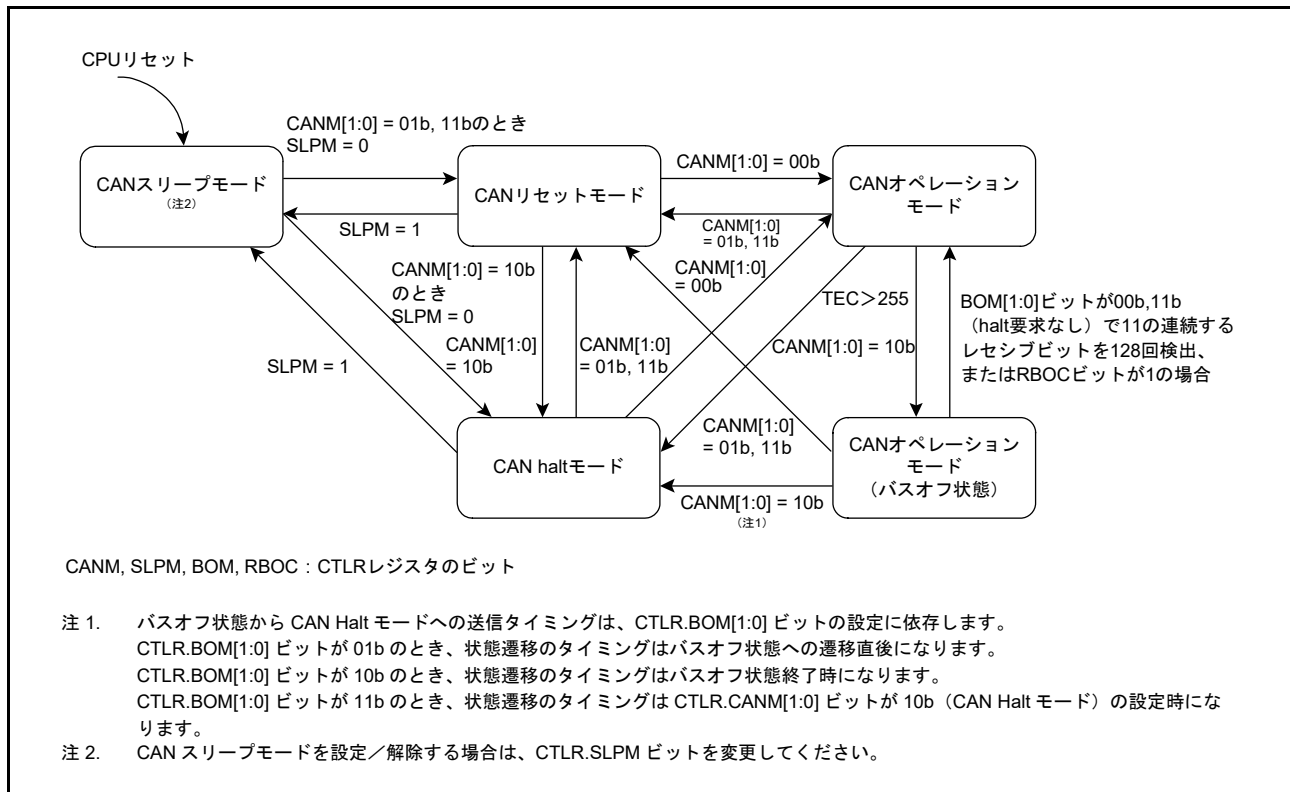 CPUリセット
CANM[1:0] = 01b, 11bのとき
SLPM = 0
CANM[1:0] = 00b
CANスリープモード
（注2）
CANリセットモード
CANオペレーション
モード
SLPM = 1
CANM[1:0]
= 01b, 11b
CANM[1:0] = 10b
のとき
SLPM = 0
CANM[1:0]
= 00b
TEC＞255
BOM[1:0]ビットが00b,11b
（halt要求なし）で11の連続する
レセシブビットを128回検出、
またはRBOCビットが1の場合
SLPM = 1
CANM[1:0]
= 10b
CANM[1:0]
= 01b, 11b
CANM[1:0] = 10b
CAN haltモード
CANM[1:0]
= 01b, 11b
CANオペレーション
モード
（バスオフ状態）
CANM[1:0] = 10b
（注1）
CANM, SLPM, BOM, RBOC : CTLRレジスタのビット
注 1. バスオフ状態から CAN Halt モードへの送信タイミングは、CTLR.BOM[1:0] ビットの設定に依存します。
CTLR.BOM[1:0] ビットが 01b のとき、状態遷移のタイミングはバスオフ状態への遷移直後になります。
CTLR.BOM[1:0] ビットが 10b のとき、状態遷移のタイミングはバスオフ状態終了時になります。
CTLR.BOM[1:0] ビットが 11b のとき、状態遷移のタイミングは CTLR.CANM[1:0] ビットが 10b（CAN Halt モード）の設定時にな
ります。
注 2. CAN スリープモードを設定／解除する場合は、CTLR.SLPM ビットを変更してください。